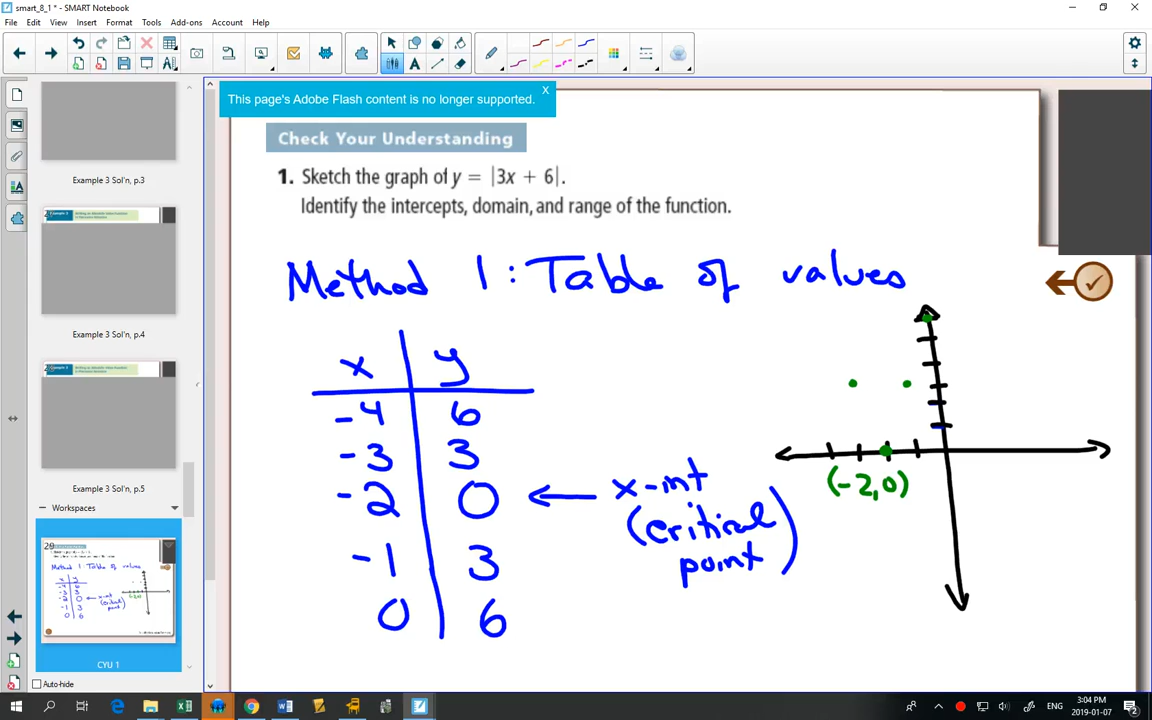 smart_8_1 * - SMART Notebook
File Edit View Insert Format Tools Add-ons Account Help
This page's Adobe Flash content is no longer supported. X
Example 3 Sol'n, p.3
Example 3 Sol'n, p.4
Example 3 Sol'n, p.5
Workspaces
CYU 1
Auto-hide
Check Your Understanding
1. Sketch the graph of y = |3x + 6|.
Identify the intercepts, domain, and range of the function.
Method 1: Table of values
x y
-4 6
-3 3
-2 0 ← x-int
(critical
point)
-1 3
0 6
(-2,0)
ENG
3:04 PM
2019-01-07
2